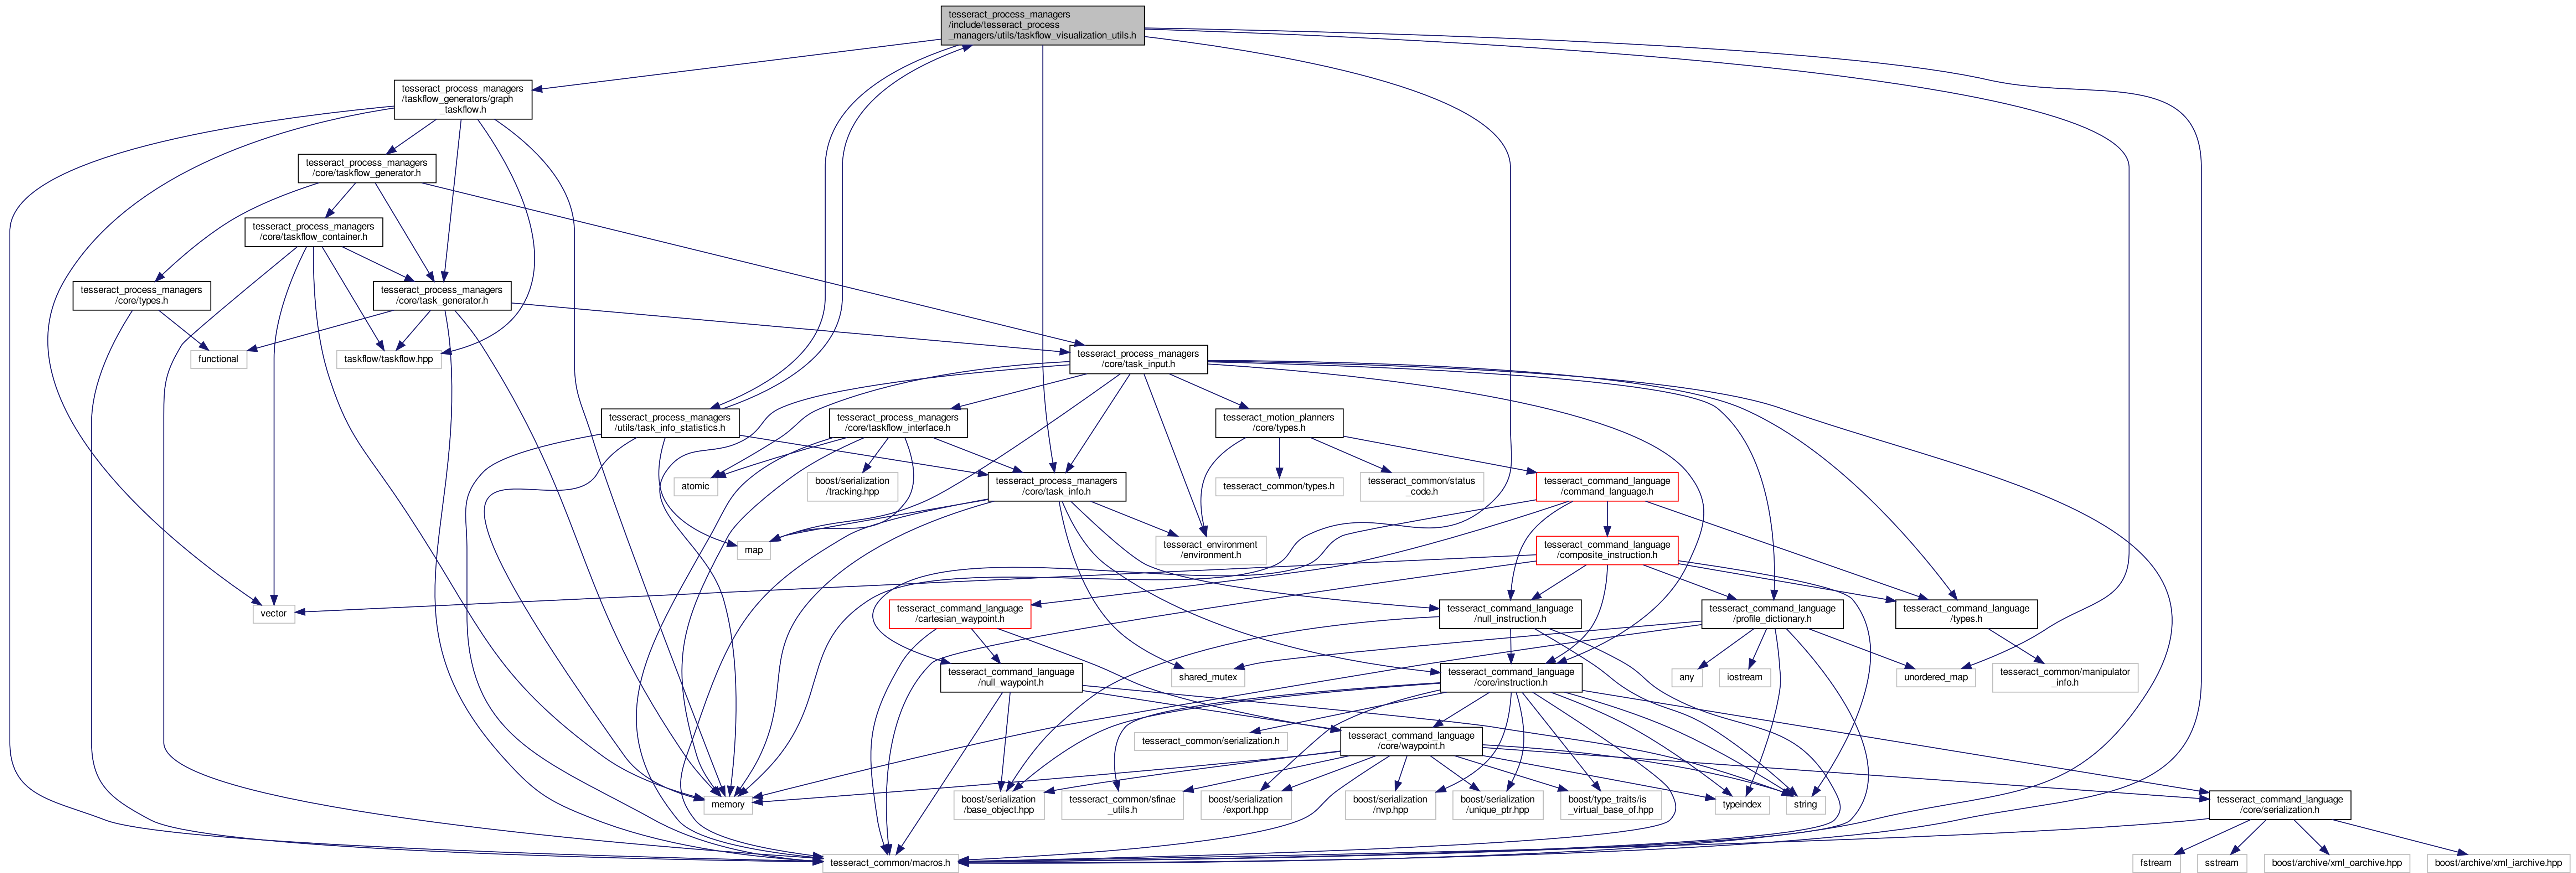 tesseract_process_managers
/include/tesseract_process
_managers/utils/taskflow_visualization_utils.h
tesseract_process_managers
/taskflow_generators/graph
_taskflow.h
tesseract_process_managers
/core/taskflow_generator.h
tesseract_process_managers
/core/taskflow_container.h
tesseract_process_managers
/core/types.h
tesseract_process_managers
/core/task_generator.h
functional
taskflow/taskflow.hpp
tesseract_process_managers
/core/task_input.h
tesseract_process_managers
/utils/task_info_statistics.h
tesseract_process_managers
/core/taskflow_interface.h
tesseract_motion_planners
/core/types.h
atomic
boost/serialization
/tracking.hpp
tesseract_process_managers
/core/task_info.h
tesseract_common/types.h
tesseract_common/status
_code.h
tesseract_command_language
/command_language.h
map
tesseract_environment
/environment.h
tesseract_command_language
/composite_instruction.h
vector
tesseract_command_language
/cartesian_waypoint.h
tesseract_command_language
/null_instruction.h
tesseract_command_language
/profile_dictionary.h
tesseract_command_language
/types.h
tesseract_command_language
/null_waypoint.h
shared_mutex
tesseract_command_language
/core/instruction.h
any
iostream
unordered_map
tesseract_common/manipulator
_info.h
tesseract_common/serialization.h
tesseract_command_language
/core/waypoint.h
memory
boost/serialization
/base_object.hpp
tesseract_common/sfinae
_utils.h
boost/serialization
/export.hpp
boost/serialization
/nvp.hpp
boost/serialization
/unique_ptr.hpp
boost/type_traits/is
_virtual_base_of.hpp
typeindex
string
tesseract_command_language
/core/serialization.h
tesseract_common/macros.h
fstream
sstream
boost/archive/xml_oarchive.hpp
boost/archive/xml_iarchive.hpp